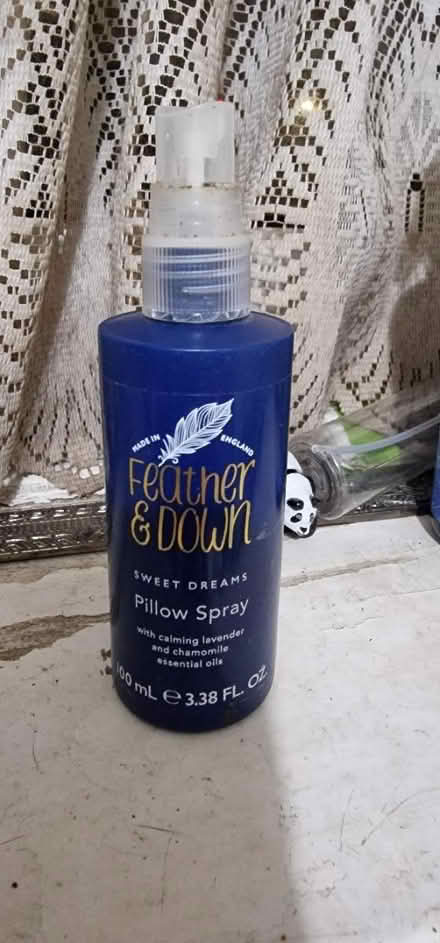 MADE IN ENGLAND
Feather
& DOWN
SWEET DREAMS
Pillow Spray
with calming lavender
and chamomile
essential oils
100 mL ℮ 3.38 FL. OZ.